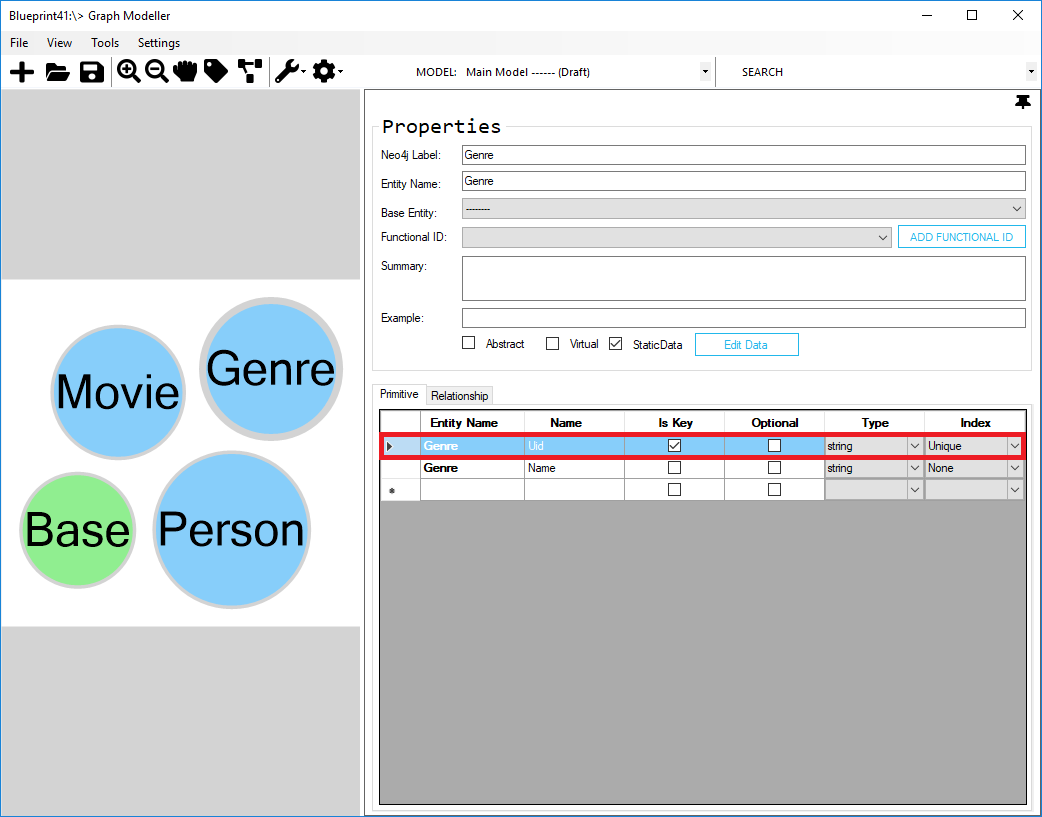 Blueprint41:\> Graph Modeller
File View Tools Settings
MODEL: Main Model ------ (Draft) SEARCH
Movie
Genre
Base
Person
Properties
Neo4j Label: Genre
Entity Name: Genre
Base Entity: --------
Functional ID: ADD FUNCTIONAL ID
Summary:
Example:
Abstract Virtual StaticData Edit Data
Primitive Relationship
Entity Name Name Is Key Optional Type Index
Genre Uid string Unique
Genre Name string None